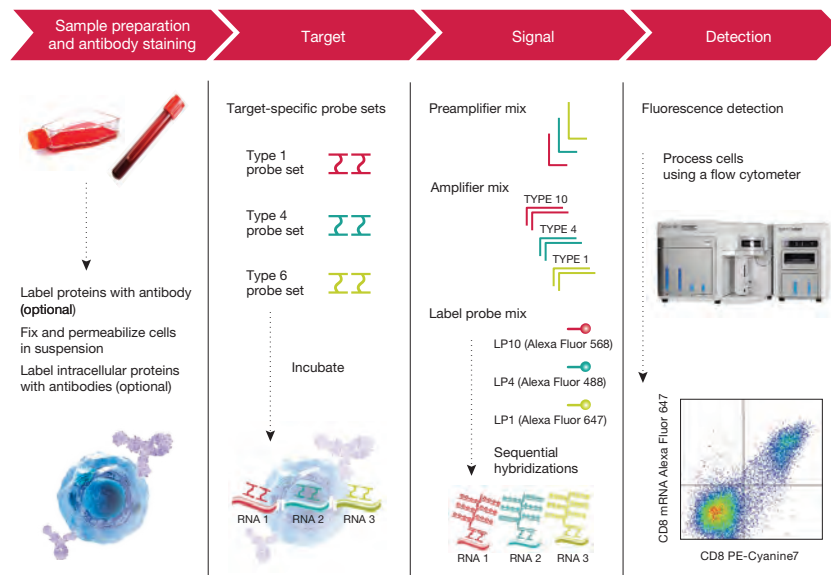 Sample preparation
and antibody staining
Target
Signal
Detection
Label proteins with antibody
(optional)
Fix and permeabilize cells
in suspension
Label intracellular proteins
with antibodies (optional)
Target-specific probe sets
Type 1
probe set
Type 4
probe set
Type 6
probe set
Incubate
RNA 1
RNA 2
RNA 3
Preamplifier mix
Amplifier mix
TYPE 10
TYPE 4
TYPE 1
Label probe mix
LP10 (Alexa Fluor 568)
LP4 (Alexa Fluor 488)
LP1 (Alexa Fluor 647)
Sequential
hybridizations
RNA 1
RNA 2
RNA 3
Fluorescence detection
Process cells
using a flow cytometer
CD8 mRNA Alexa Fluor 647
CD8 PE-Cyanine7